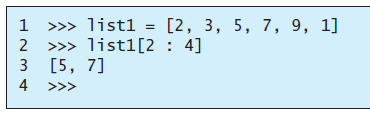 1 >>> list1 = [2, 3, 5, 7, 9, 1]
2 >>> list1[2 : 4]
3 [5, 7]
4 >>>